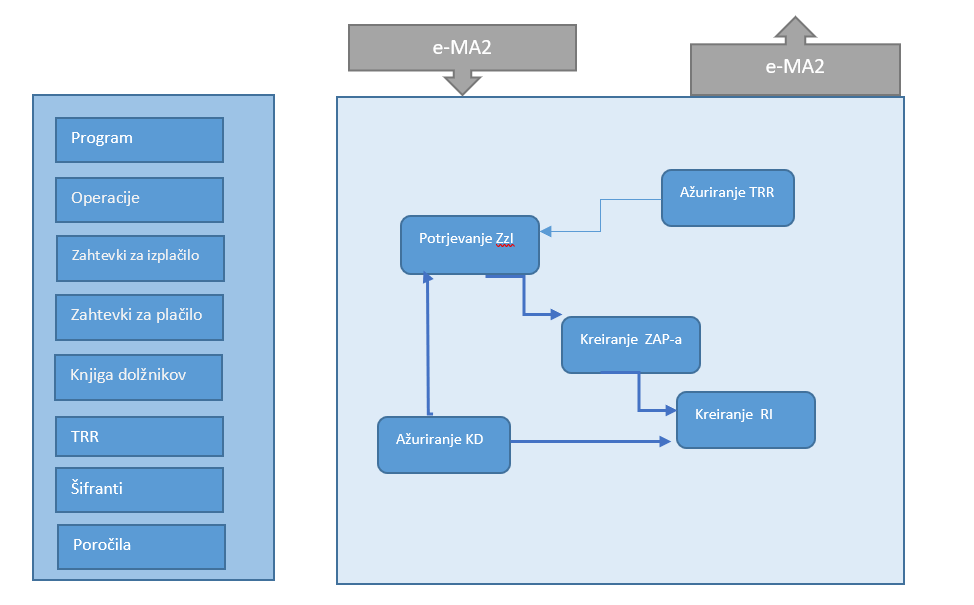 e-MA2
e-MA2
Program
Operacije
Zahtevki za izplačilo
Zahtevki za plačilo
Knjiga dolžnikov
TRR
Šifranti
Poročila
Ažuriranje TRR
Potrjevanje ZzI
Kreiranje ZAP-a
Kreiranje RI
Ažuriranje KD